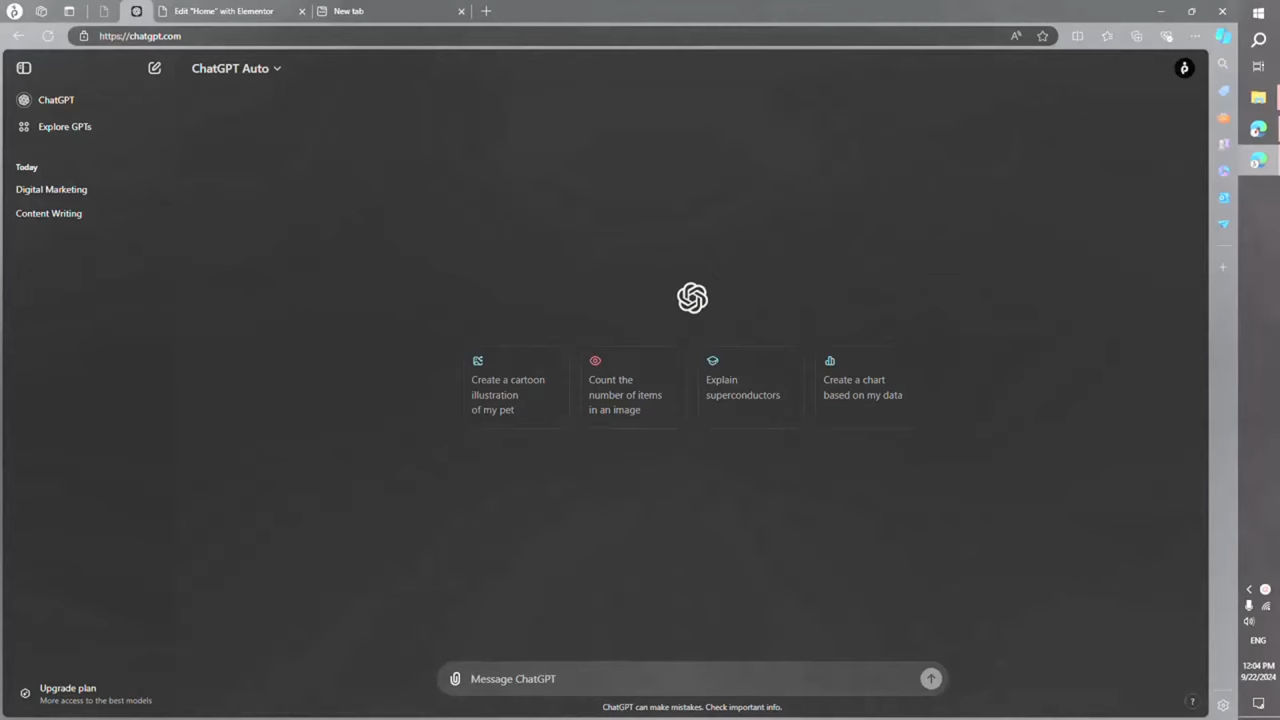 Edit "Home" with Elementor
New tab
https://chatgpt.com
ChatGPT Auto
ChatGPT
Explore GPTs
Today
Digital Marketing
Content Writing
Create a cartoon
illustration
of my pet
Count the
number of items
in an image
Explain
superconductors
Create a chart
based on my data
Upgrade plan
More access to the best models
Message ChatGPT
ChatGPT can make mistakes. Check important info.
?
ENG
12:04 PM
9/22/2024